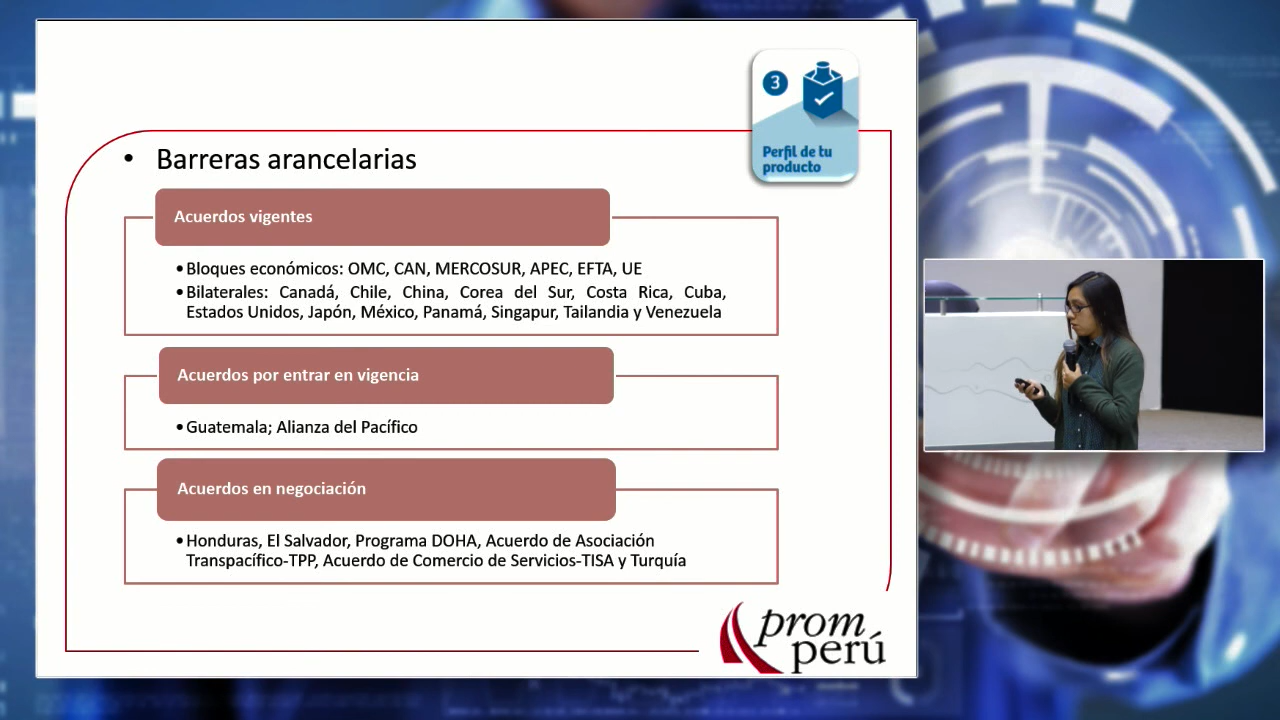 3
Perfil de tu
producto
• Barreras arancelarias
Acuerdos vigentes
•Bloques económicos: OMC, CAN, MERCOSUR, APEC, EFTA, UE
•Bilaterales: Canadá, Chile, China, Corea del Sur, Costa Rica, Cuba,
Estados Unidos, Japón, México, Panamá, Singapur, Tailandia y Venezuela
Acuerdos por entrar en vigencia
•Guatemala; Alianza del Pacífico
Acuerdos en negociación
•Honduras, El Salvador, Programa DOHA, Acuerdo de Asociación
Transpacífico-TPP, Acuerdo de Comercio de Servicios-TISA y Turquía
prom
perú